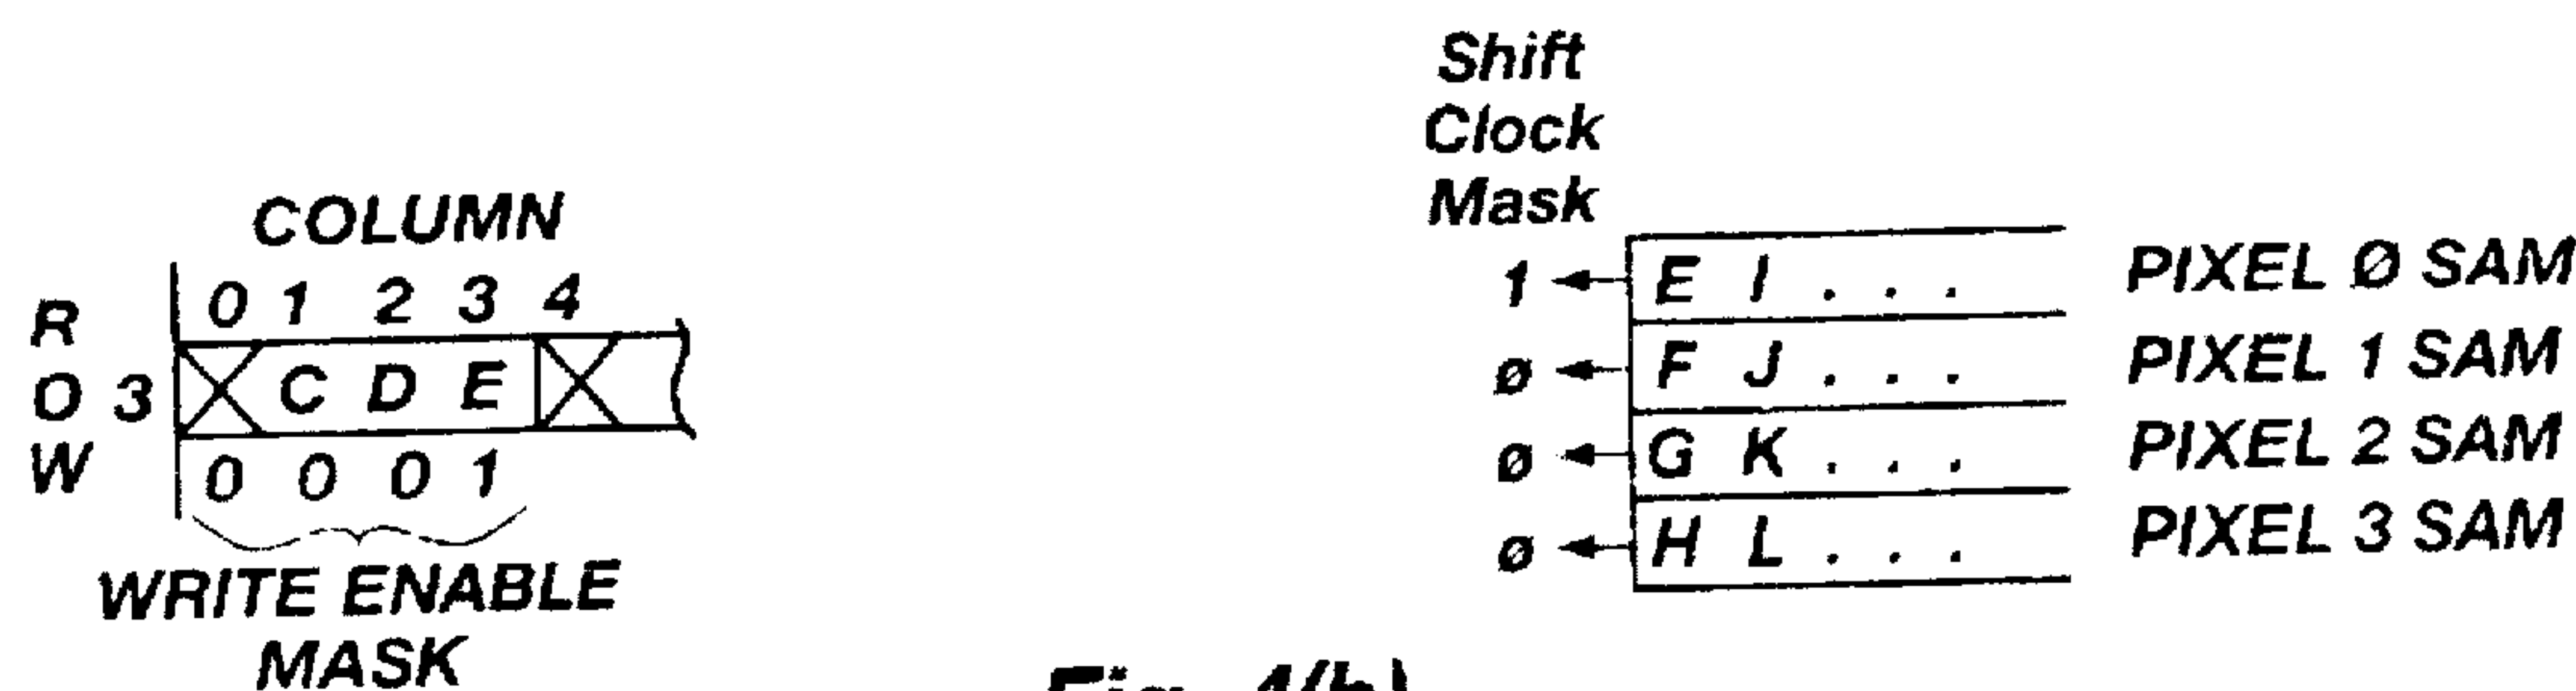 COLUMN
0 1 2 3 4
R
O 3 C D E
W
0 0 0 1
WRITE ENABLE
MASK
Shift
Clock
Mask
1 E I . . . PIXEL Ø SAM
ø F J . . . PIXEL 1 SAM
ø G K . . . PIXEL 2 SAM
ø H L . . . PIXEL 3 SAM